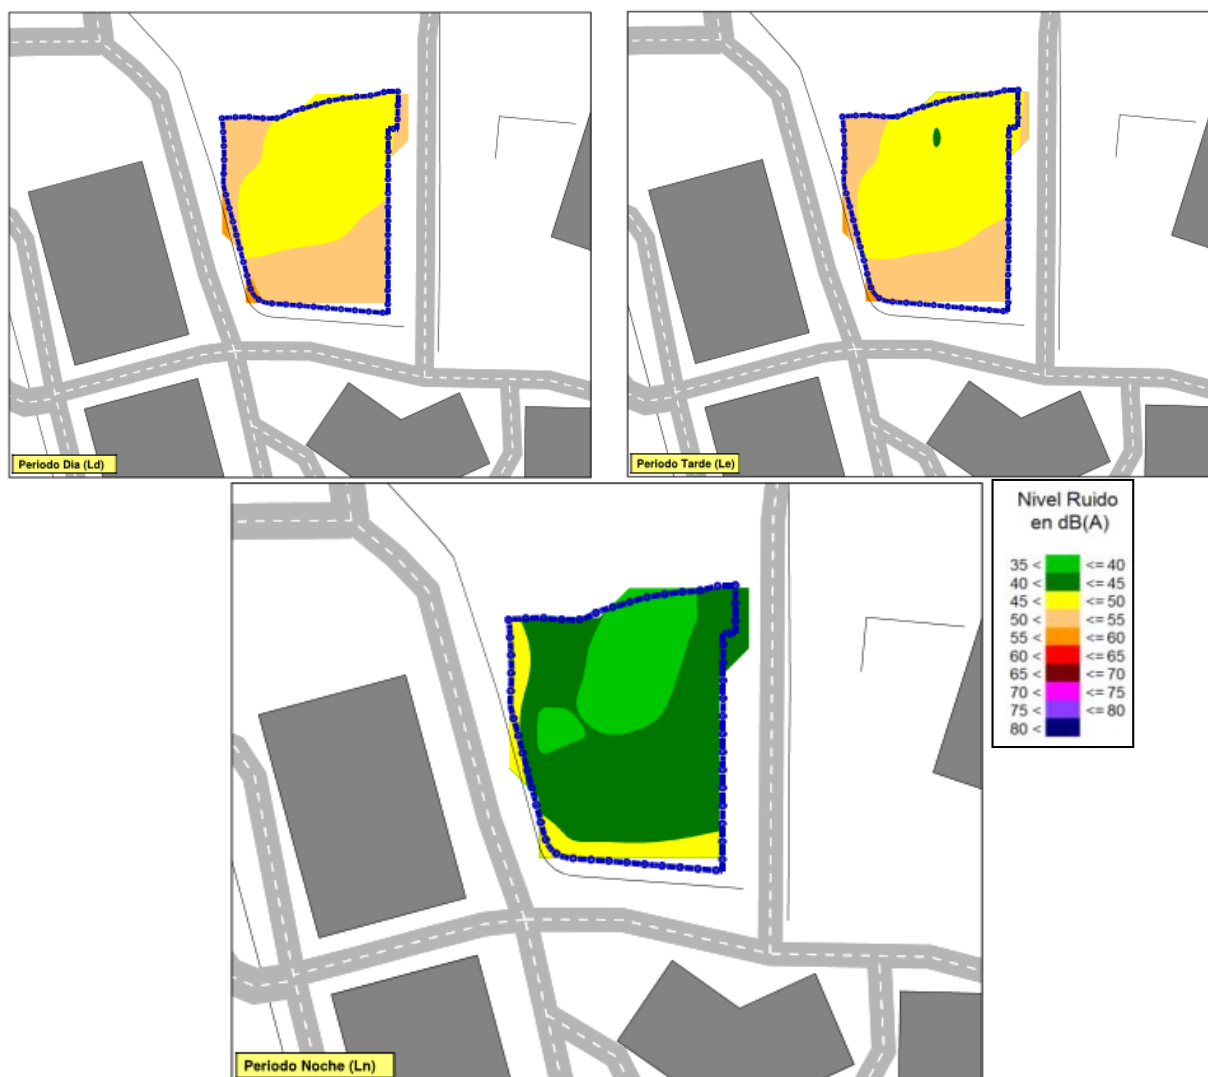 Periodo Dia (Ld)
Periodo Tarde (Le)
Nivel Ruido
en dB(A)
35 < <= 40
40 < <= 45
45 < <= 50
50 < <= 55
55 < <= 60
60 < <= 65
65 < <= 70
70 < <= 75
75 < <= 80
80 <
Periodo Noche (Ln)